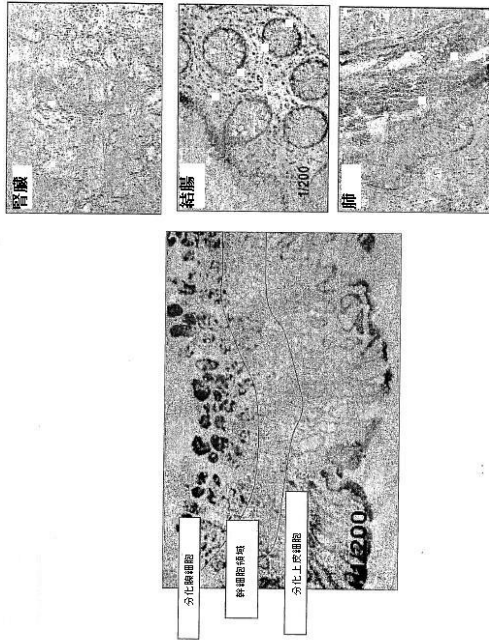 腎臓
結腸
1/200
肺
分化腺細胞
幹細胞領域
分化上皮細胞
1/200